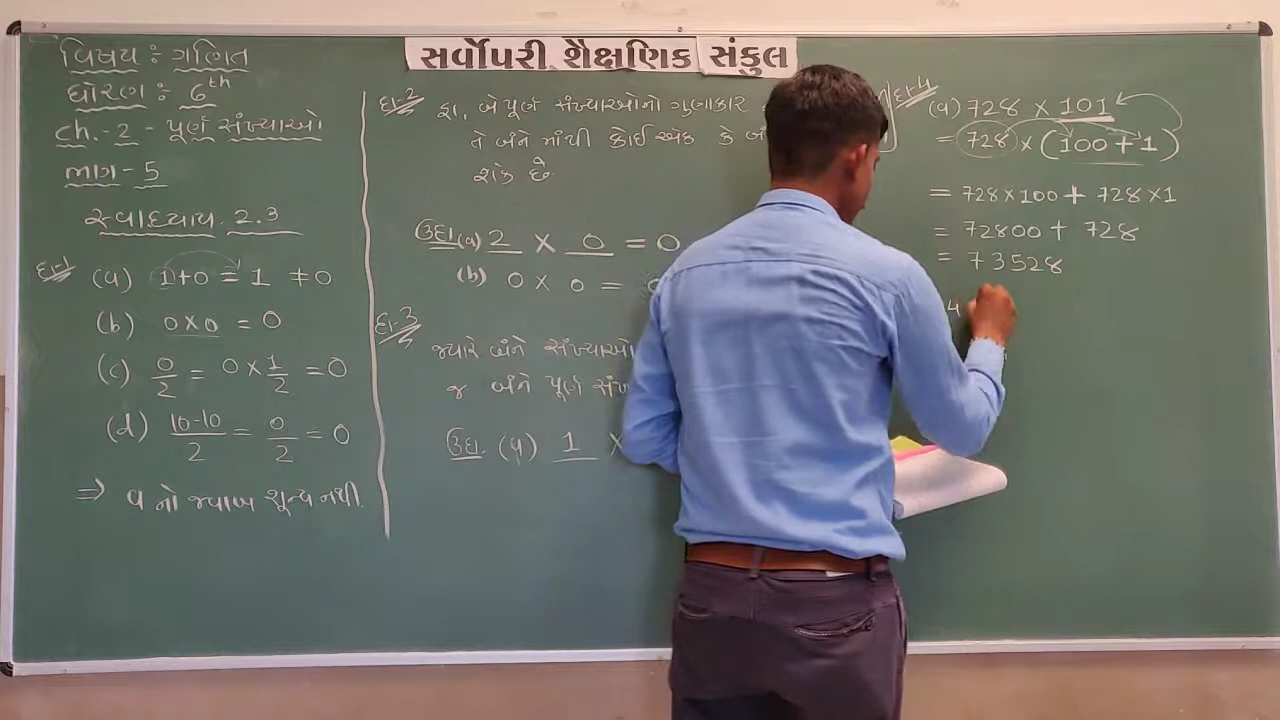 સર્વોપરી શૈક્ષણિક સંકુલ
વિષય : ગણિત
ધોરણ : 6th
ch.-2 - પૂર્ણ સંખ્યાઓ
ભાગ - 5
સ્વાધ્યાય 2.3
દા-1
(a) 1+0 = 1 ≠0
(b) 0×0 = 0
(c) 0/2 = 0×1/2 =0
(d) 10-10/2 = 0/2 = 0
⇒ a નો જવાબ શૂન્ય નથી.
દા-2 હા, બે પૂર્ણ સંખ્યાઓનો ગુણાકાર
તે બંને માંથી કોઈ એક કે
શકે છે
ઉદા. (a) 2 × 0 = 0
(b) 0 × 0 =
દા-3
જ્યારે બંને સંખ્યાઓ
જ બંને પૂર્ણ
ઉદા. (a) 1 ×
દા-4 (a) 728 × 101
= 728 × (100 + 1)
= 728×100 + 728×1
= 72800 + 728
= 73528